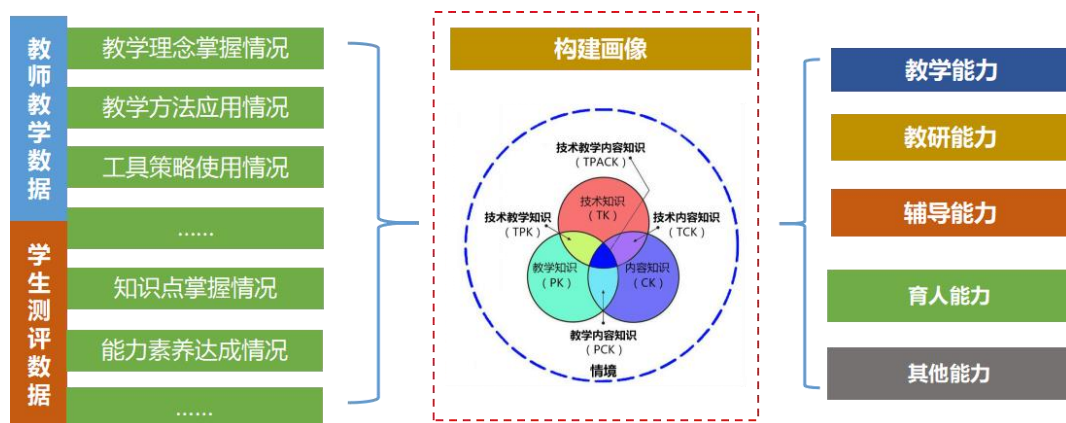 教师教学数据
教学理念掌握情况
教学方法应用情况
工具策略使用情况
……
学生测评数据
知识点掌握情况
能力素养达成情况
……
构建画像
技术教学内容知识
（TPACK）
技术知识
（TK）
技术教学知识
（TPK）
技术内容知识
（TCK）
教学知识
（PK）
内容知识
（CK）
教学内容知识
（PCK）
情境
教学能力
教研能力
辅导能力
育人能力
其他能力